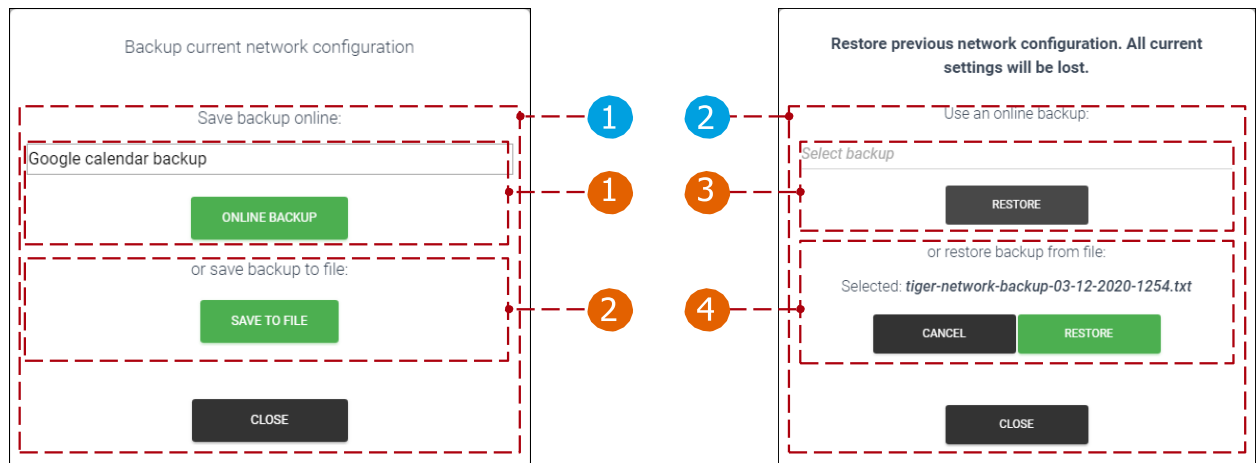 Backup current network configuration
Save backup online:
1
Google calendar backup
1
ONLINE BACKUP
or save backup to file:
2
SAVE TO FILE
CLOSE
Restore previous network configuration. All current
settings will be lost.
2
Use an online backup:
3
Select backup
RESTORE
or restore backup from file:
4
Selected: tiger-network-backup-03-12-2020-1254.txt
CANCEL RESTORE
CLOSE